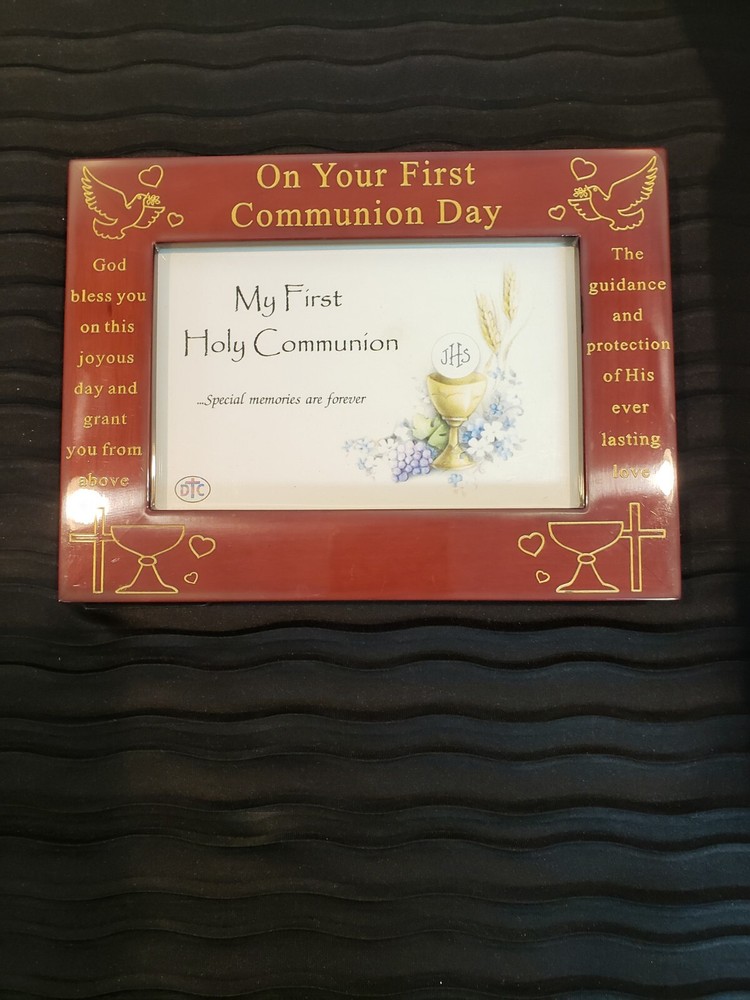 On Your First
Communion Day
God
bless you
on this
joyous
day and
grant
you from
above
My First
Holy Communion
...Special memories are forever
JHS
DTC
The
guidance
and
protection
of His
ever
lasting
love